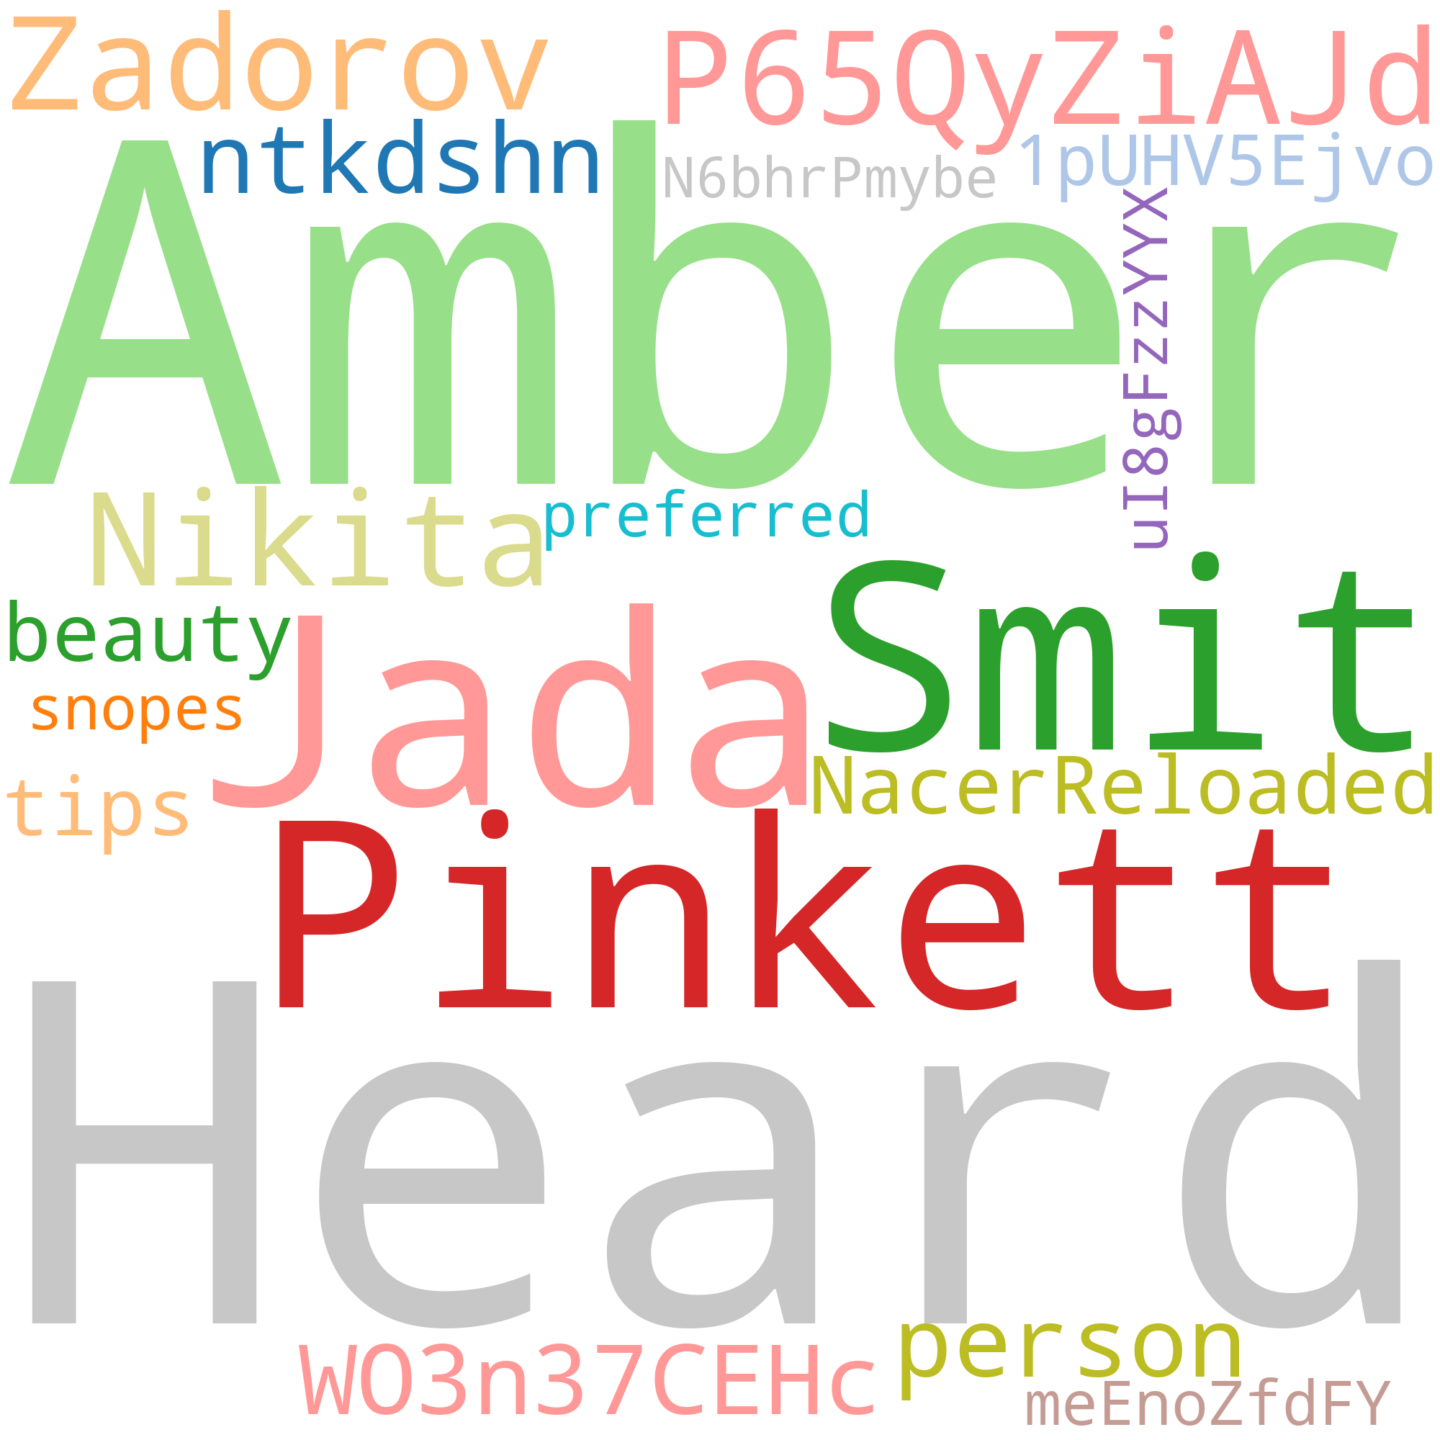 Zadorov
P65QyZiAJd
ntkdshn
N6bhrPmybe
1pUHV5Ejvo
Amber
uI8gFzzYYX
Nikita
preferred
Smit
beauty
Jada
snopes
tips
NacerReloaded
Pinkett
Heard
person
WO3n37CEHc
meEnoZfdFY